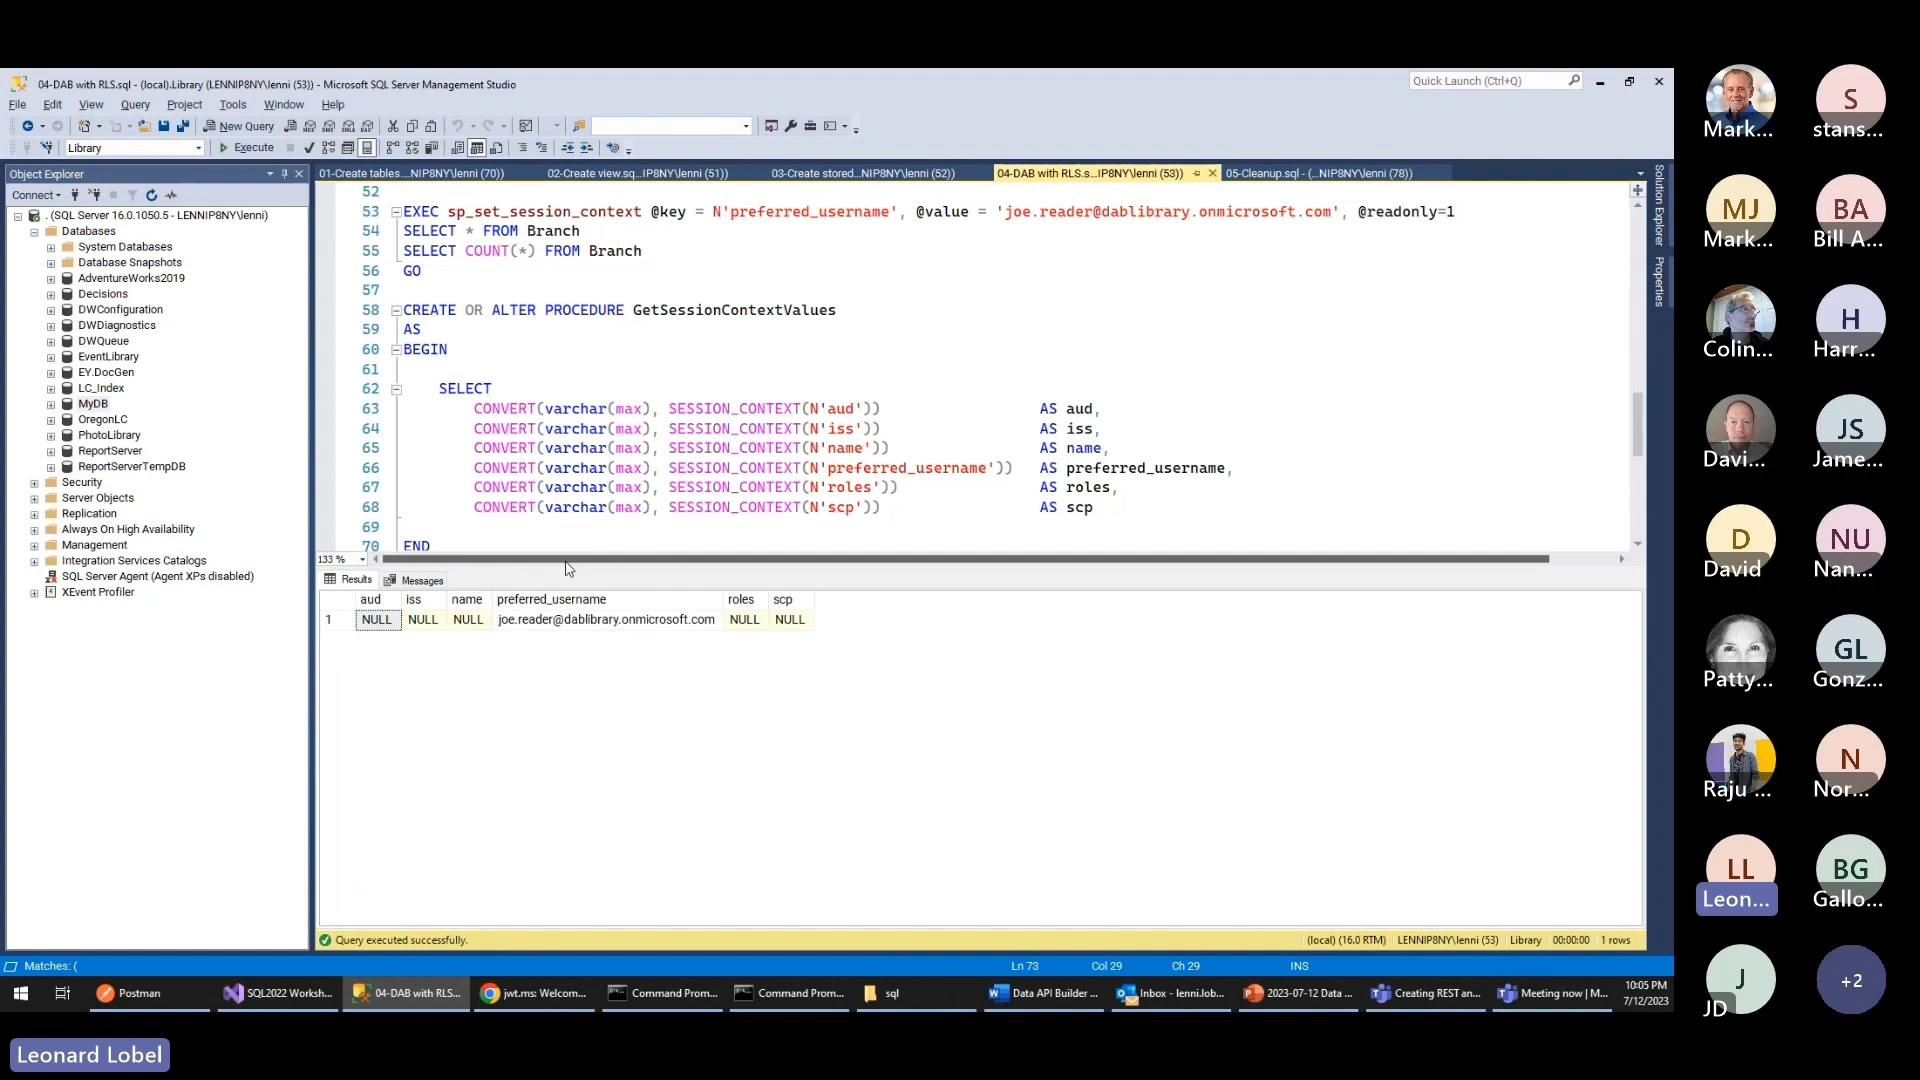 04-DAB with RLS.sql - (local).Library (LENNIP8NY\lenni (53)) - Microsoft SQL Server Management Studio
Quick Launch (Ctrl+Q)
File Edit View Query Project Tools Window Help
New Query
Library
Execute
Object Explorer
Connect
. (SQL Server 16.0.1050.5 - LENNIP8NY\lenni)
Databases
System Databases
Database Snapshots
AdventureWorks2019
Decisions
DWConfiguration
DWDiagnostics
DWQueue
EventLibrary
EY.DocGen
LC_Index
MyDB
OregonLC
PhotoLibrary
ReportServer
ReportServerTempDB
Security
Server Objects
Replication
Always On High Availability
Management
Integration Services Catalogs
SQL Server Agent (Agent XPs disabled)
XEvent Profiler
01-Create tables....NIP8NY\lenni (70)) 02-Create view.sq...IP8NY\lenni (51)) 03-Create stored...NIP8NY\lenni (52)) 04-DAB with RLS.s...IP8NY\lenni (53)) 05-Cleanup.sql - (...NIP8NY\lenni (78))
52
53 EXEC sp_set_session_context @key = N'preferred_username', @value = 'joe.reader@dablibrary.onmicrosoft.com', @readonly=1
54 SELECT * FROM Branch
55 SELECT COUNT(*) FROM Branch
56 GO
57
58 CREATE OR ALTER PROCEDURE GetSessionContextValues
59 AS
60 BEGIN
61
62 SELECT
63 CONVERT(varchar(max), SESSION_CONTEXT(N'aud')) AS aud,
64 CONVERT(varchar(max), SESSION_CONTEXT(N'iss')) AS iss,
65 CONVERT(varchar(max), SESSION_CONTEXT(N'name')) AS name,
66 CONVERT(varchar(max), SESSION_CONTEXT(N'preferred_username')) AS preferred_username,
67 CONVERT(varchar(max), SESSION_CONTEXT(N'roles')) AS roles,
68 CONVERT(varchar(max), SESSION_CONTEXT(N'scp')) AS scp
69
70 END
133 %
Results Messages
aud iss name preferred_username roles scp
1 NULL NULL NULL joe.reader@dablibrary.onmicrosoft.com NULL NULL
Query executed successfully.
(local) (16.0 RTM) LENNIP8NY\lenni (53) Library 00:00:00 1 rows
Solution Explorer
Properties
Matches: (
Ln 73 Col 29 Ch 29 INS
Postman SQL2022 Worksh... 04-DAB with RLS... jwt.ms: Welcom... Command Prom... Command Prom... sql Data API Builder ... Inbox - lenni.lob... 2023-07-12 Data ... Creating REST an... Meeting now | M...
10:05 PM
7/12/2023
Mark...
S
stans...
MJ
Mark...
BA
Bill A...
Colin...
H
Harr...
Davi...
JS
Jame...
D
David
NU
Nan...
Patty...
GL
Gonz...
Raju ...
N
Nor...
LL
Leon...
BG
Gallo...
J
JD
+2
Leonard Lobel